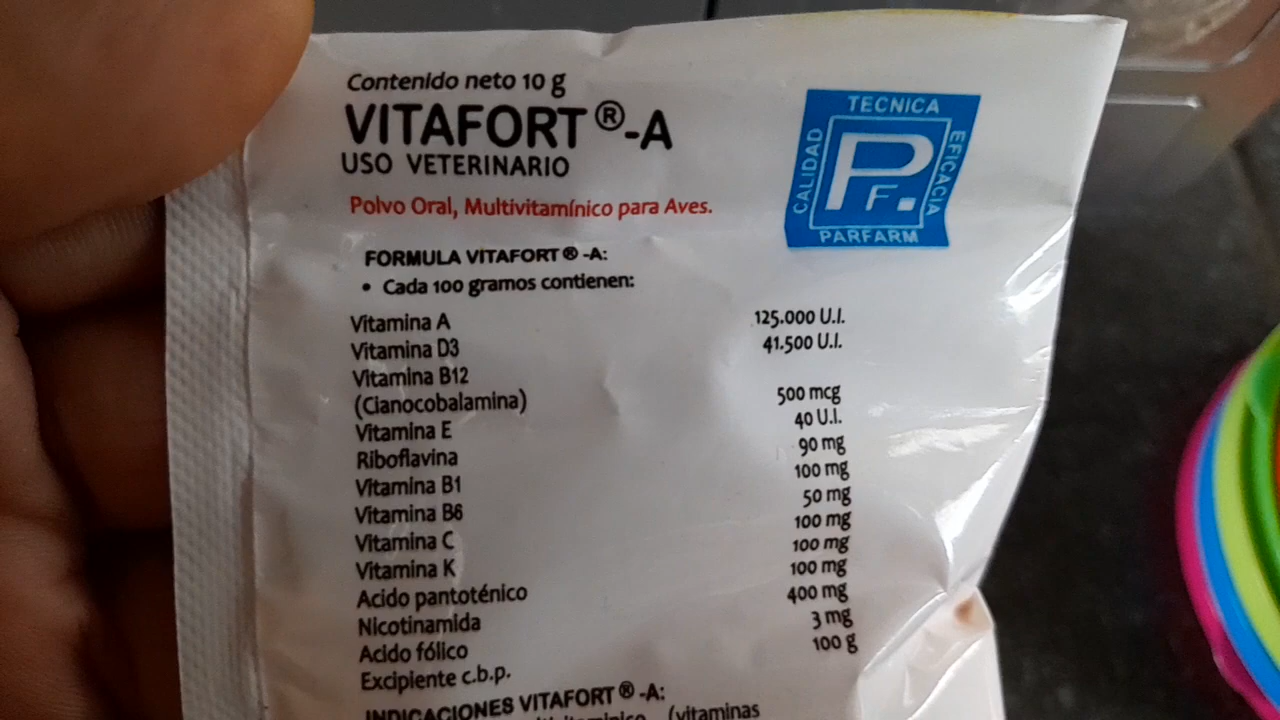 Contenido neto 10 g
VITAFORT®-A
USO VETERINARIO
Polvo Oral, Multivitamínico para Aves.
TECNICA
CALIDAD
EFICACIA
PF.
PARFARM
FORMULA VITAFORT® -A:
• Cada 100 gramos contienen:
Vitamina A 125.000 U.I.
Vitamina D3 41.500 U.I.
Vitamina B12
(Cianocobalamina) 500 mcg
Vitamina E 40 U.I.
Riboflavina 90 mg
Vitamina B1 100 mg
Vitamina B6 50 mg
Vitamina C 100 mg
Vitamina K 100 mg
Acido pantoténico 100 mg
Nicotinamida 400 mg
Acido fólico 3 mg
Excipiente c.b.p. 100 g
INDICACIONES VITAFORT® -A:
(vitaminas